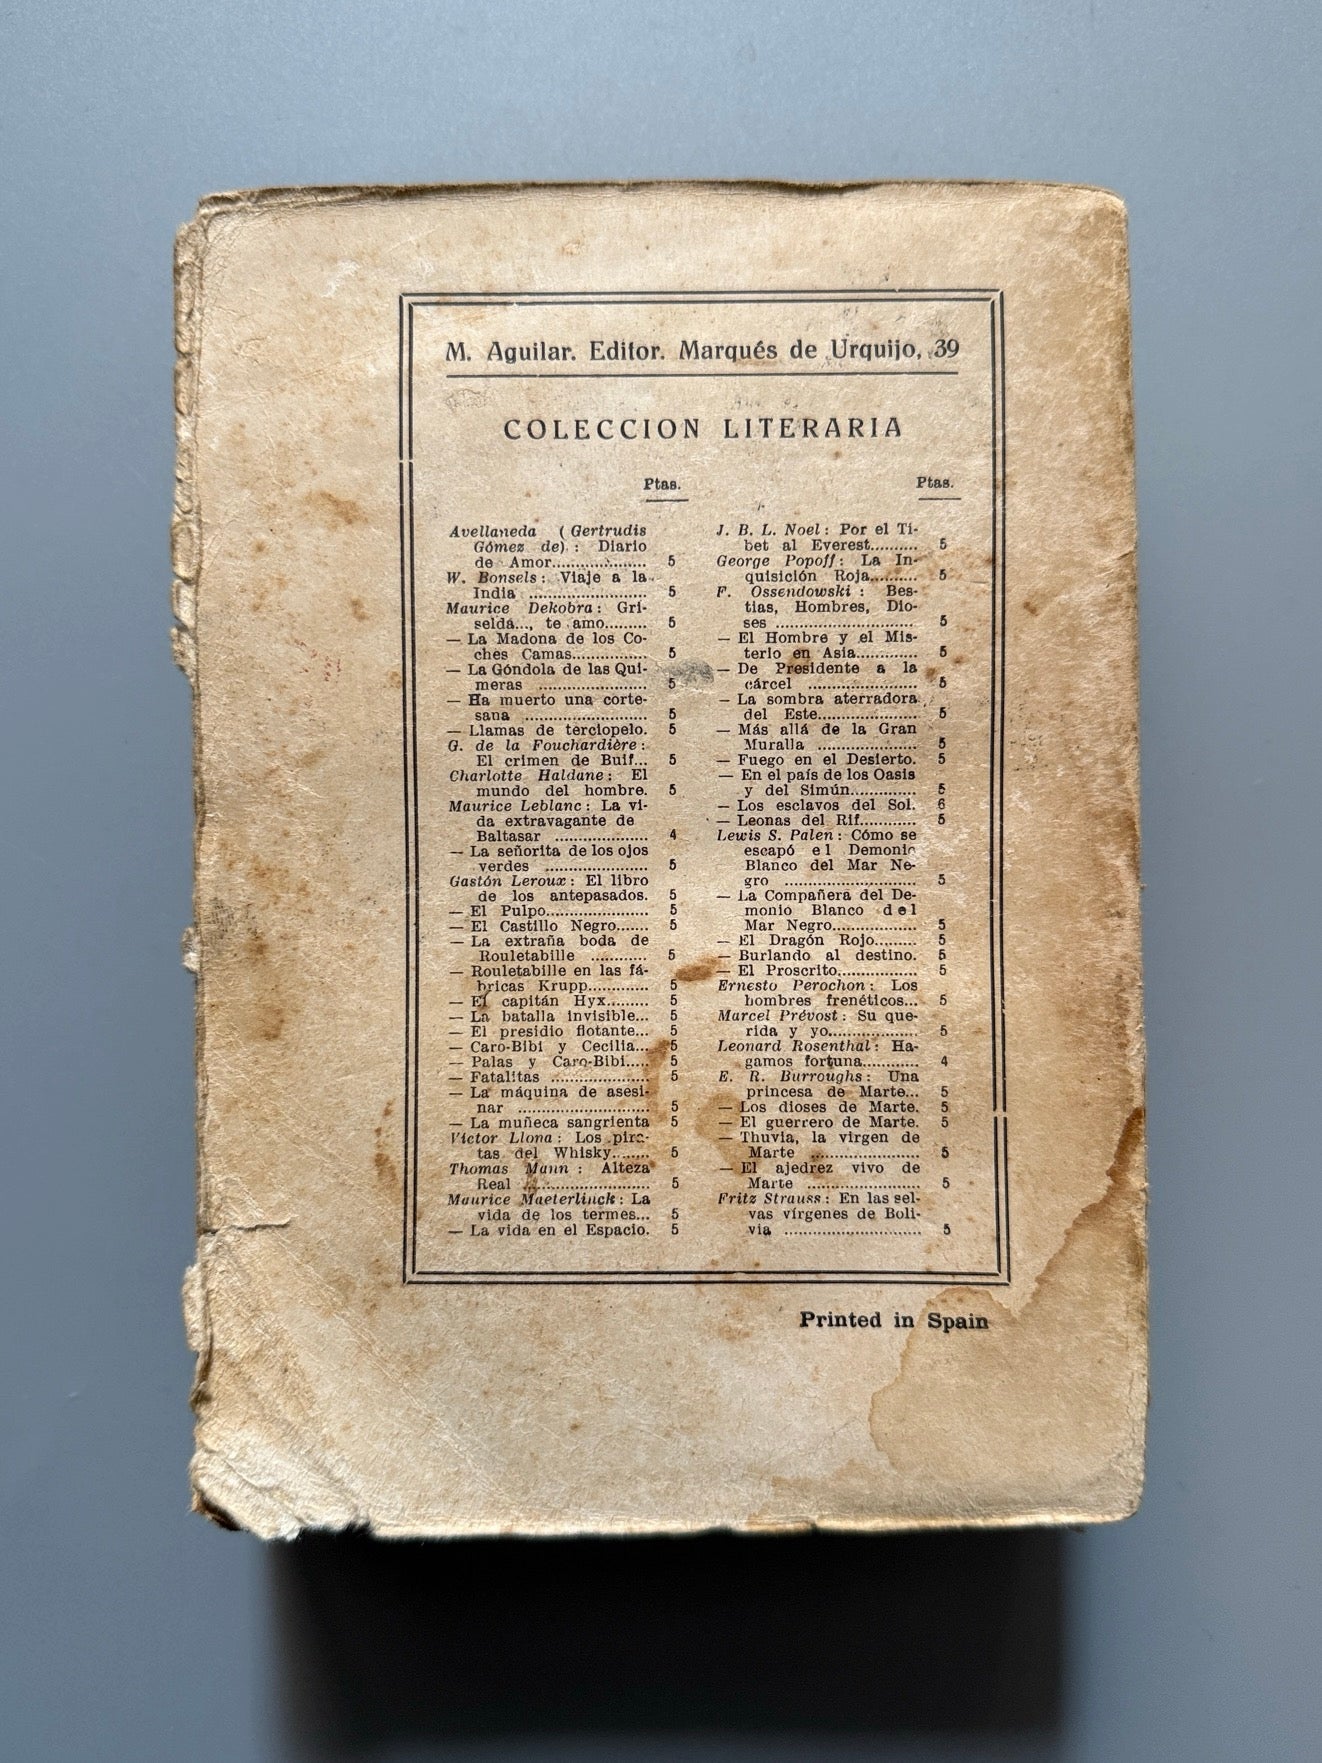 M. Aguilar. Editor. Marqués de Urquijo, 39
COLECCION LITERARIA
Ptas.
Avellaneda (Gertrudis
Gómez de) : Diario
de Amor.................... 5
W. Bonsels : Viaje a la
India ......................... 5
Maurice Dekobra : Gri-
selda..., te amo......... 5
— La Madona de los Co-
ches Camas................ 5
— La Góndola de las Qui-
meras ....................... 5
— Ha muerto una corte-
sana .......................... 5
— Llamas de terciopelo. 5
G. de la Fouchardière :
El crimen de Buif... 5
Charlotte Haldane : El
mundo del hombre. 5
Maurice Leblanc : La vi-
da extravagante de
Baltasar .................... 4
— La señorita de los ojos
verdes ...................... 5
Gastón Leroux : El libro
de los antepasados. 5
— El Pulpo...................... 5
— El Castillo Negro....... 5
— La extraña boda de
Rouletabille ............ 5
— Rouletabille en las fá-
bricas Krupp............. 5
— El capitán Hyx......... 5
— La batalla invisible... 5
— El presidio flotante... 5
— Caro-Bibi y Cecilia... 5
— Palas y Caro-Bibi..... 5
— Fatalitas ..................... 5
— La máquina de asesi-
nar ............................ 5
— La muñeca sangrienta 5
Victor Llona : Los pira-
tas del Whisky........ 5
Thomas Mann : Alteza
Real ........................... 5
Maurice Maeterlinck : La
vida de los termes... 5
— La vida en el Espacio. 5
Ptas.
J. B. L. Noel : Por el Ti-
bet al Everest.......... 5
George Popoff : La In-
quisición Roja.......... 5
F. Ossendowski : Bes-
tias, Hombres, Dio-
ses .............................. 5
— El Hombre y el Mis-
terio en Asia............. 5
— De Presidente a la
cárcel ....................... 5
— La sombra aterradora
del Este..................... 5
— Más allá de la Gran
Muralla ..................... 5
— Fuego en el Desierto. 5
— En el país de los Oasis
y del Simún.............. 5
— Los esclavos del Sol. 6
— Leonas del Rif............ 5
Lewis S. Palen : Cómo se
escapó el Demonio
Blanco del Mar Ne-
gro ............................ 5
— La Compañera del De-
monio Blanco del
Mar Negro.................. 5
— El Dragón Rojo......... 5
— Burlando al destino. 5
— El Proscrito................. 5
Ernesto Perochon : Los
hombres frenéticos... 5
Marcel Prévost : Su que-
rida y yo................... 5
Leonard Rosenthal : Ha-
gamos fortuna............ 4
E. R. Burroughs : Una
princesa de Marte... 5
— Los dioses de Marte. 5
— El guerrero de Marte. 5
— Thuvia, la virgen de
Marte ....................... 5
— El ajedrez vivo de
Marte ........................ 5
Fritz Strauss : En las sel-
vas vírgenes de Boli-
via ............................. 5
Printed in Spain